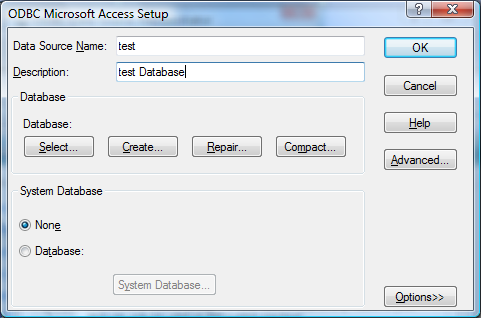 ODBC Microsoft Access Setup
Data Source Name: test
OK
Description: test Database
Cancel
Database
Database:
Help
Select... Create... Repair... Compact...
Advanced...
System Database
None
Database:
System Database...
Options>>